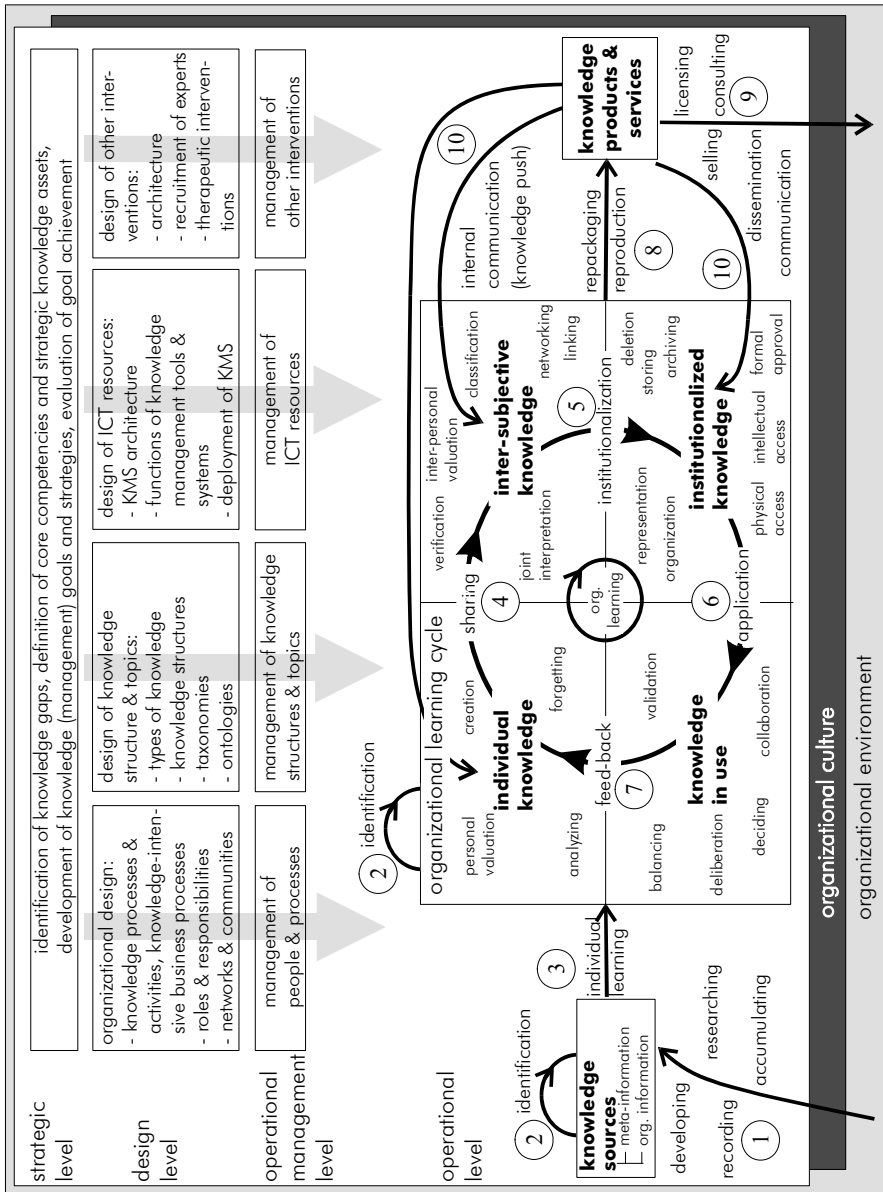 strategic
level
identification of knowledge gaps, definition of core competencies and strategic knowledge assets,
development of knowledge (management) goals and strategies, evaluation of goal achievement
design
level
organizational design:
- knowledge processes &
activities, knowledge-inten-
sive business processes
- roles & responsibilities
- networks & communities
design of knowledge
structure & topics:
- types of knowledge
- knowledge structures
- taxonomies
- ontologies
design of ICT resources:
- KMS architecture
- functions of knowledge
management tools &
systems
- deployment of KMS
design of other inter-
ventions:
- architecture
- recruitment of experts
- therapeutic interven-
tions
operational
management
level
management of
people & processes
management of knowledge
structures & topics
management of
ICT resources
management of
other interventions
operational
level
2
identification
10
internal
communication
(knowledge push)
organizational learning cycle
personal
valuation
creation
sharing
verification
inter-personal
valuation
classification
individual
knowledge
4
inter-subjective
knowledge
analyzing
forgetting
joint
interpretation
networking
linking
5
2
identification
knowledge
sources
meta-information
org. information
3
individual
learning
feed-back
7
org.
learning
institutionalization
repackaging
reproduction
8
knowledge
products &
services
balancing
validation
representation
organization
deletion
storing
archiving
knowledge
in use
6
application
institutionalized
knowledge
deliberation
deciding
collaboration
physical
access
intellectual
access
formal
approval
10
selling
licensing
consulting
9
dissemination
communication
developing
recording
1
researching
accumulating
organizational culture
organizational environment